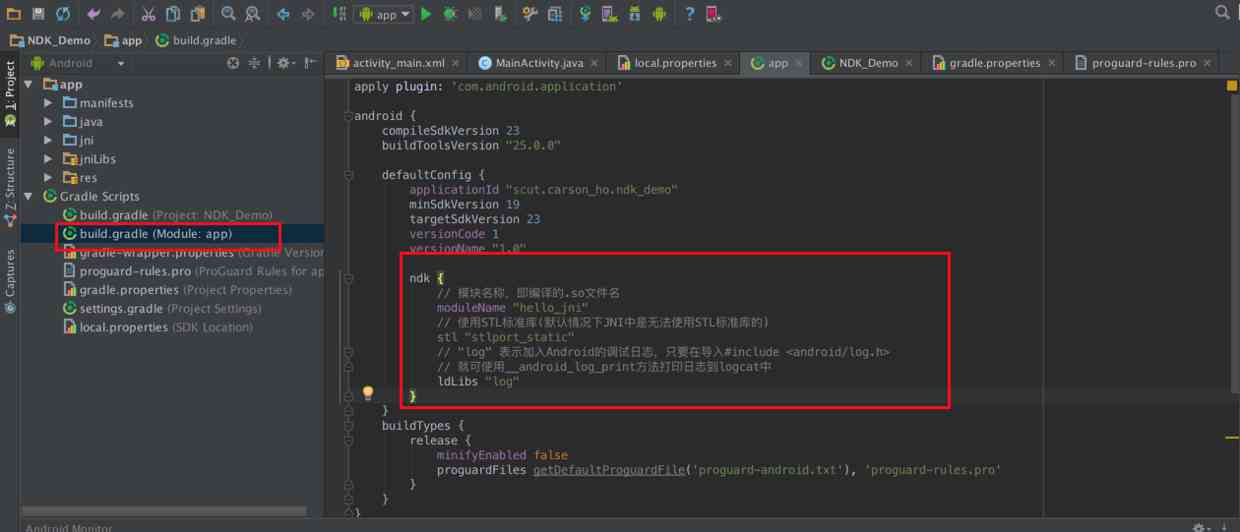 app
NDK_Demo app build.gradle
Android
activity_main.xml MainActivity.java local.properties app NDK_Demo gradle.properties proguard-rules.pro
1: Project
Z: Structure
Captures
app
manifests
java
jni
jniLibs
res
Gradle Scripts
build.gradle (Project: NDK_Demo)
build.gradle (Module: app)
gradle-wrapper.properties (Gradle Version
proguard-rules.pro (ProGuard Rules for ap
gradle.properties (Project Properties)
settings.gradle (Project Settings)
local.properties (SDK Location)
apply plugin: 'com.android.application'
android {
compileSdkVersion 23
buildToolsVersion "25.0.0"
defaultConfig {
applicationId "scut.carson_ho.ndk_demo"
minSdkVersion 19
targetSdkVersion 23
versionCode 1
versionName "1.0"
ndk {
// 模块名称，即编译的.so文件名
moduleName "hello_jni"
// 使用STL标准库(默认情况下JNI中是无法使用STL标准库的)
stl "stlport_static"
// "log" 表示加入Android的调试日志，只要在导入#include <android/log.h>
// 就可使用__android_log_print方法打印日志到logcat中
ldLibs "log"
}
}
buildTypes {
release {
minifyEnabled false
proguardFiles getDefaultProguardFile('proguard-android.txt'), 'proguard-rules.pro'
}
}
}
Android Monitor